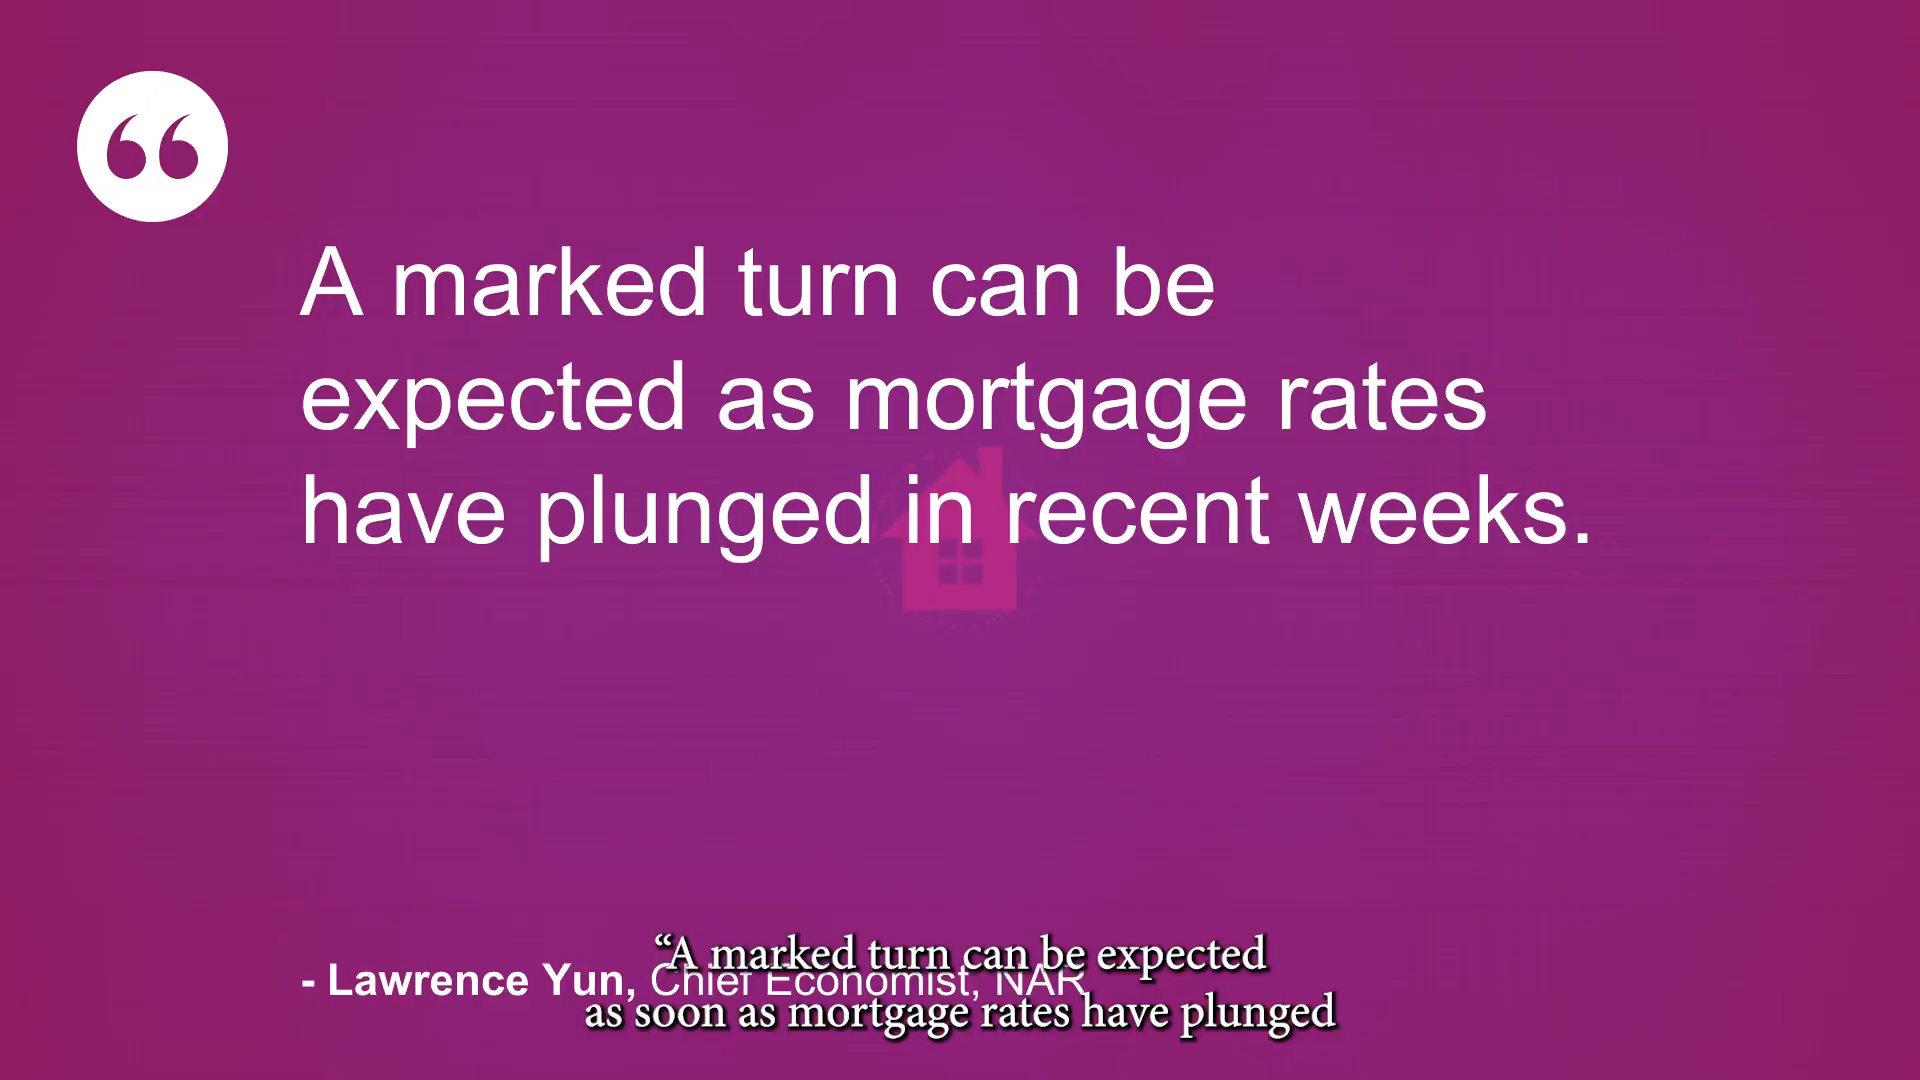 A marked turn can be
expected as mortgage rates
have plunged in recent weeks.
- Lawrence Yun, Chief Economist, NAR
“A marked turn can be expected
as soon as mortgage rates have plunged